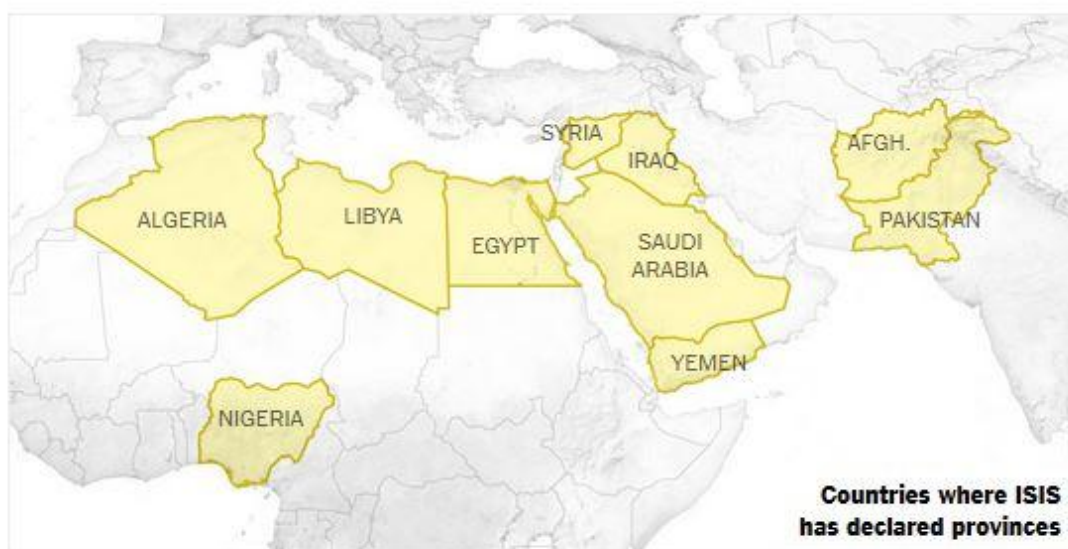 SYRIA
AFGH.
IRAQ
ALGERIA
LIBYA
PAKISTAN
EGYPT
SAUDI
ARABIA
YEMEN
NIGERIA
Countries where ISIS
has declared provinces